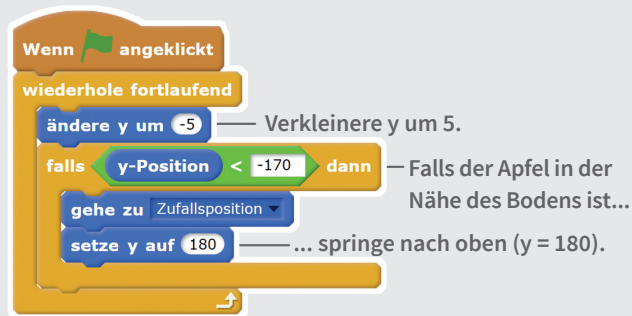 Wenn angeklickt
wiederhole fortlaufend
ändere y um -5
Verkleinere y um 5.
falls y-Position < -170 dann
Falls der Apfel in der
Nähe des Bodens ist...
gehe zu Zufallsposition
setze y auf 180
... springe nach oben (y = 180).